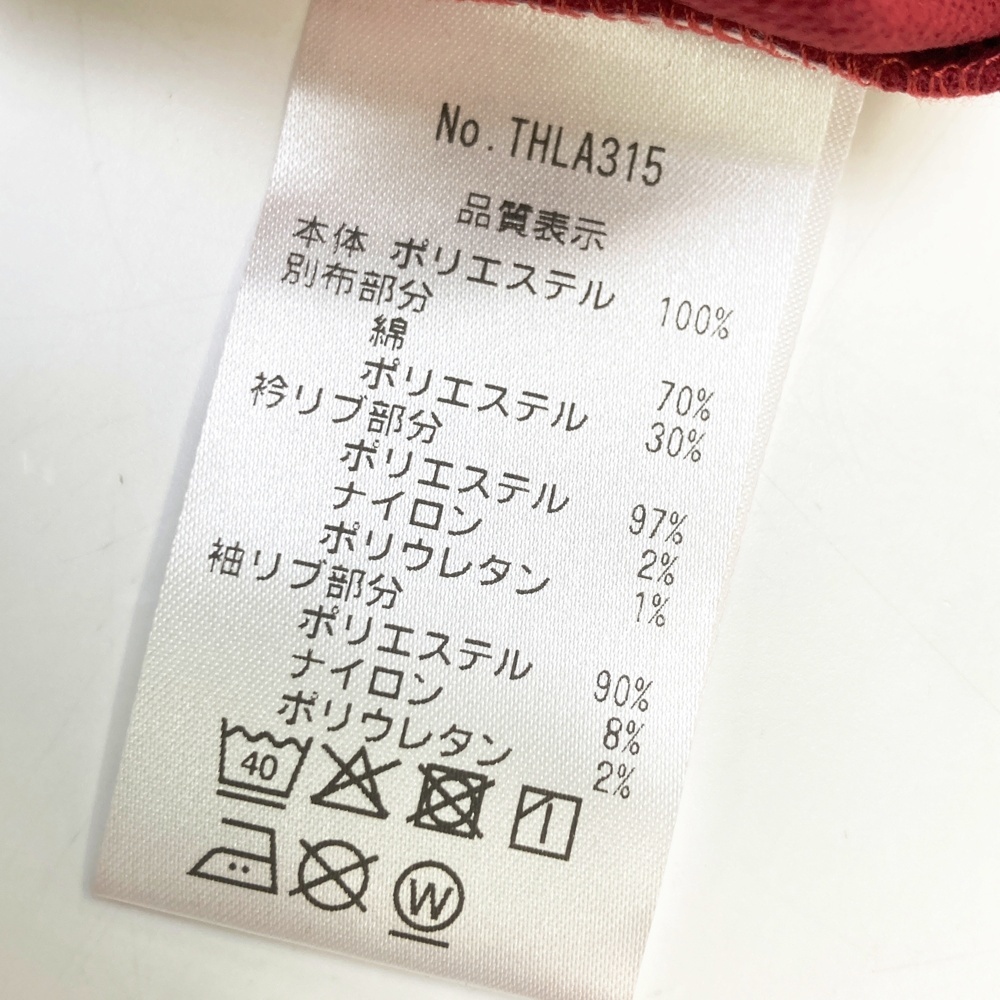 No.THLA315
品質表示
本体 ポリエステル 100%
別布部分
綿 70%
ポリエステル 30%
衿リブ部分
ポリエステル 97%
ナイロン 2%
ポリウレタン 1%
袖リブ部分
ポリエステル 90%
ナイロン 8%
ポリウレタン 2%
40
W